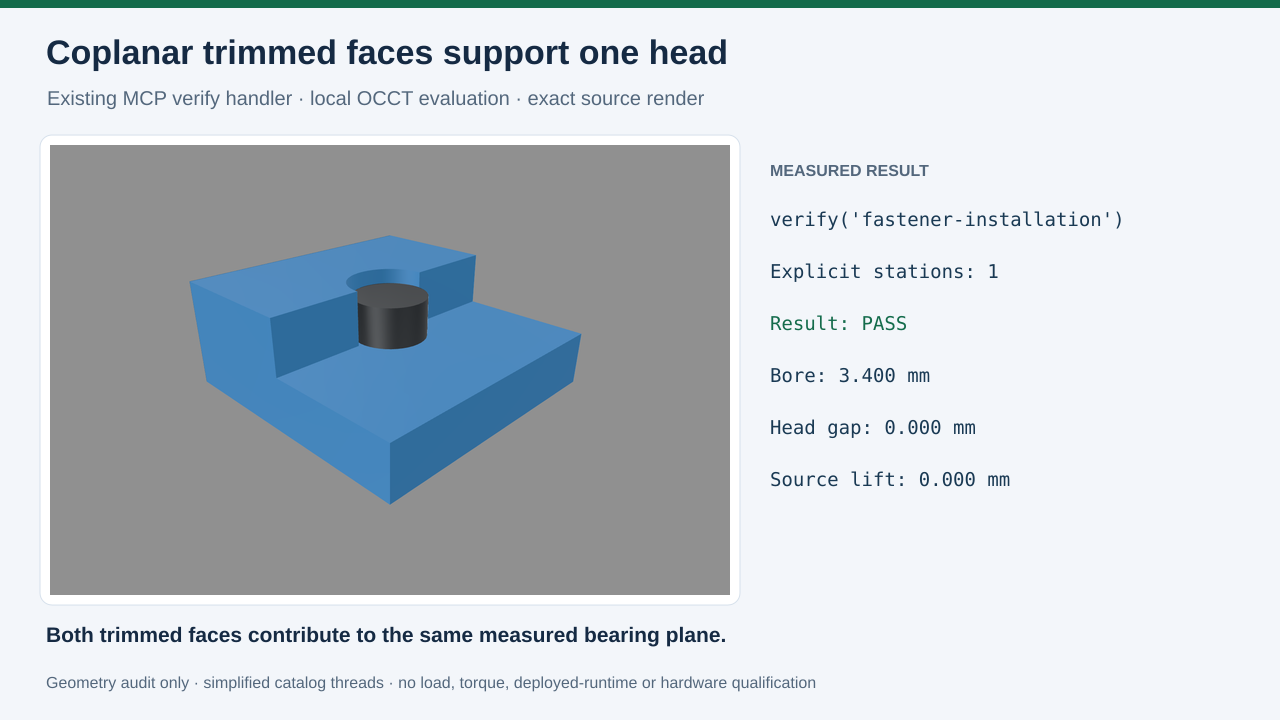 Coplanar trimmed faces support one head
Existing MCP verify handler · local OCCT evaluation · exact source render
MEASURED RESULT
verify('fastener-installation')
Explicit stations: 1
Result: PASS
Bore: 3.400 mm
Head gap: 0.000 mm
Source lift: 0.000 mm
Both trimmed faces contribute to the same measured bearing plane.
Geometry audit only · simplified catalog threads · no load, torque, deployed-runtime or hardware qualification